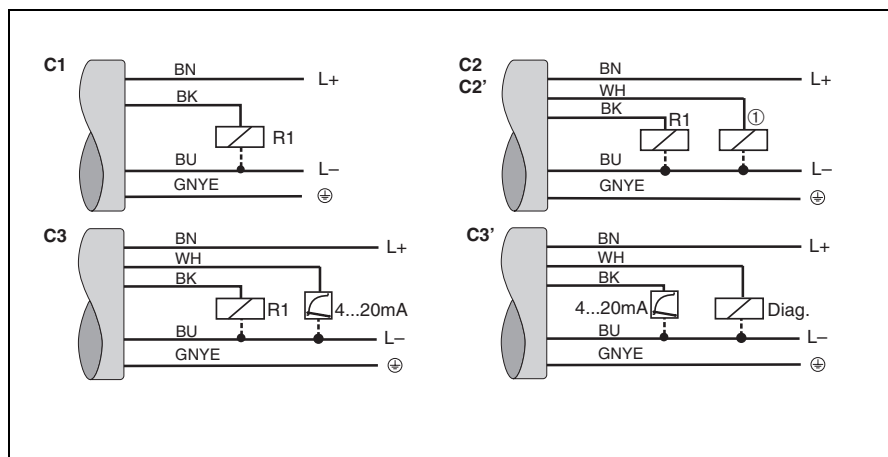 C1
BN
L+
BK
R1
BU
L–
GNYE
C2
C2'
BN
L+
WH
BK
R1
①
BU
L–
GNYE
C3
BN
L+
WH
BK
R1
4...20mA
BU
L–
GNYE
C3'
BN
L+
WH
BK
4...20mA
Diag.
BU
L–
GNYE